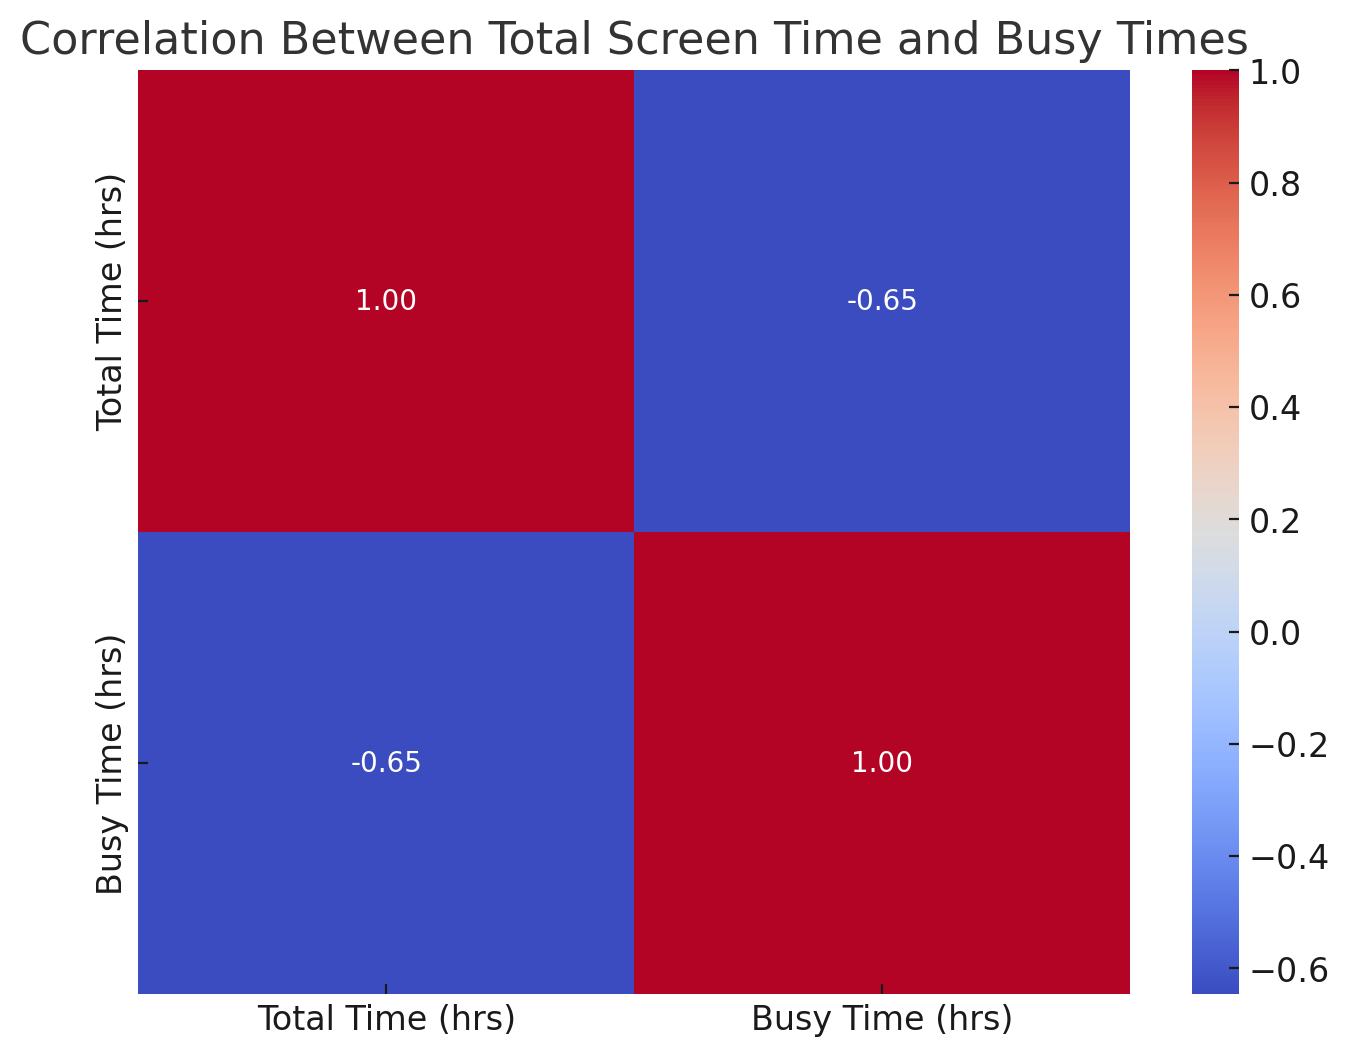 Correlation Between Total Screen Time and Busy Times
Total Time (hrs)
1.00
-0.65
Busy Time (hrs)
-0.65
1.00
Total Time (hrs)
Busy Time (hrs)
1.0
0.8
0.6
0.4
0.2
0.0
−0.2
−0.4
−0.6